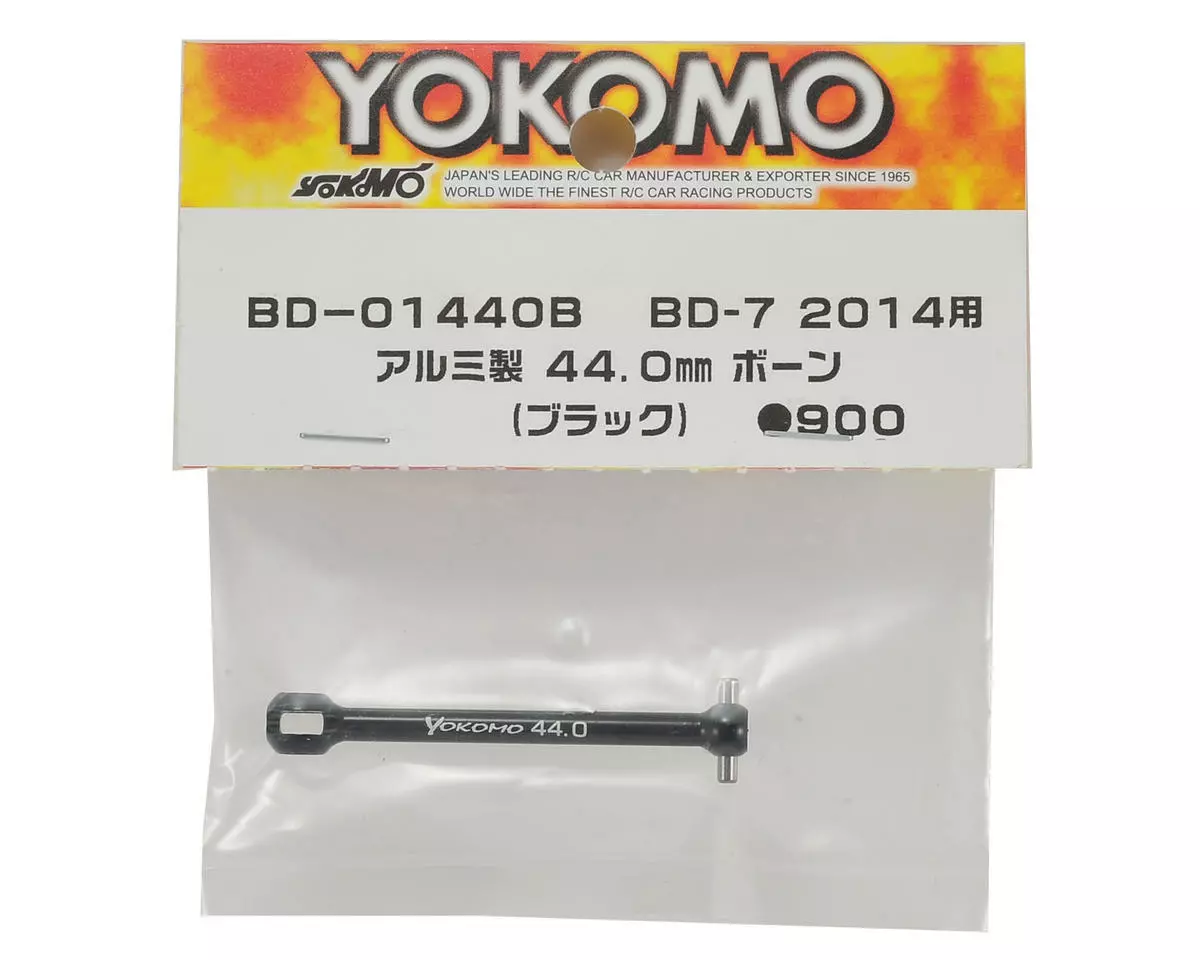 YOKOMO
YOKOMO JAPAN'S LEADING R/C CAR MANUFACTURER & EXPORTER SINCE 1965
WORLD WIDE THE FINEST R/C CAR RACING PRODUCTS
BD-01440B BD-7 2014用
アルミ製 44.0mm ボーン
(ブラック) ●900
YOKOMO 44.0